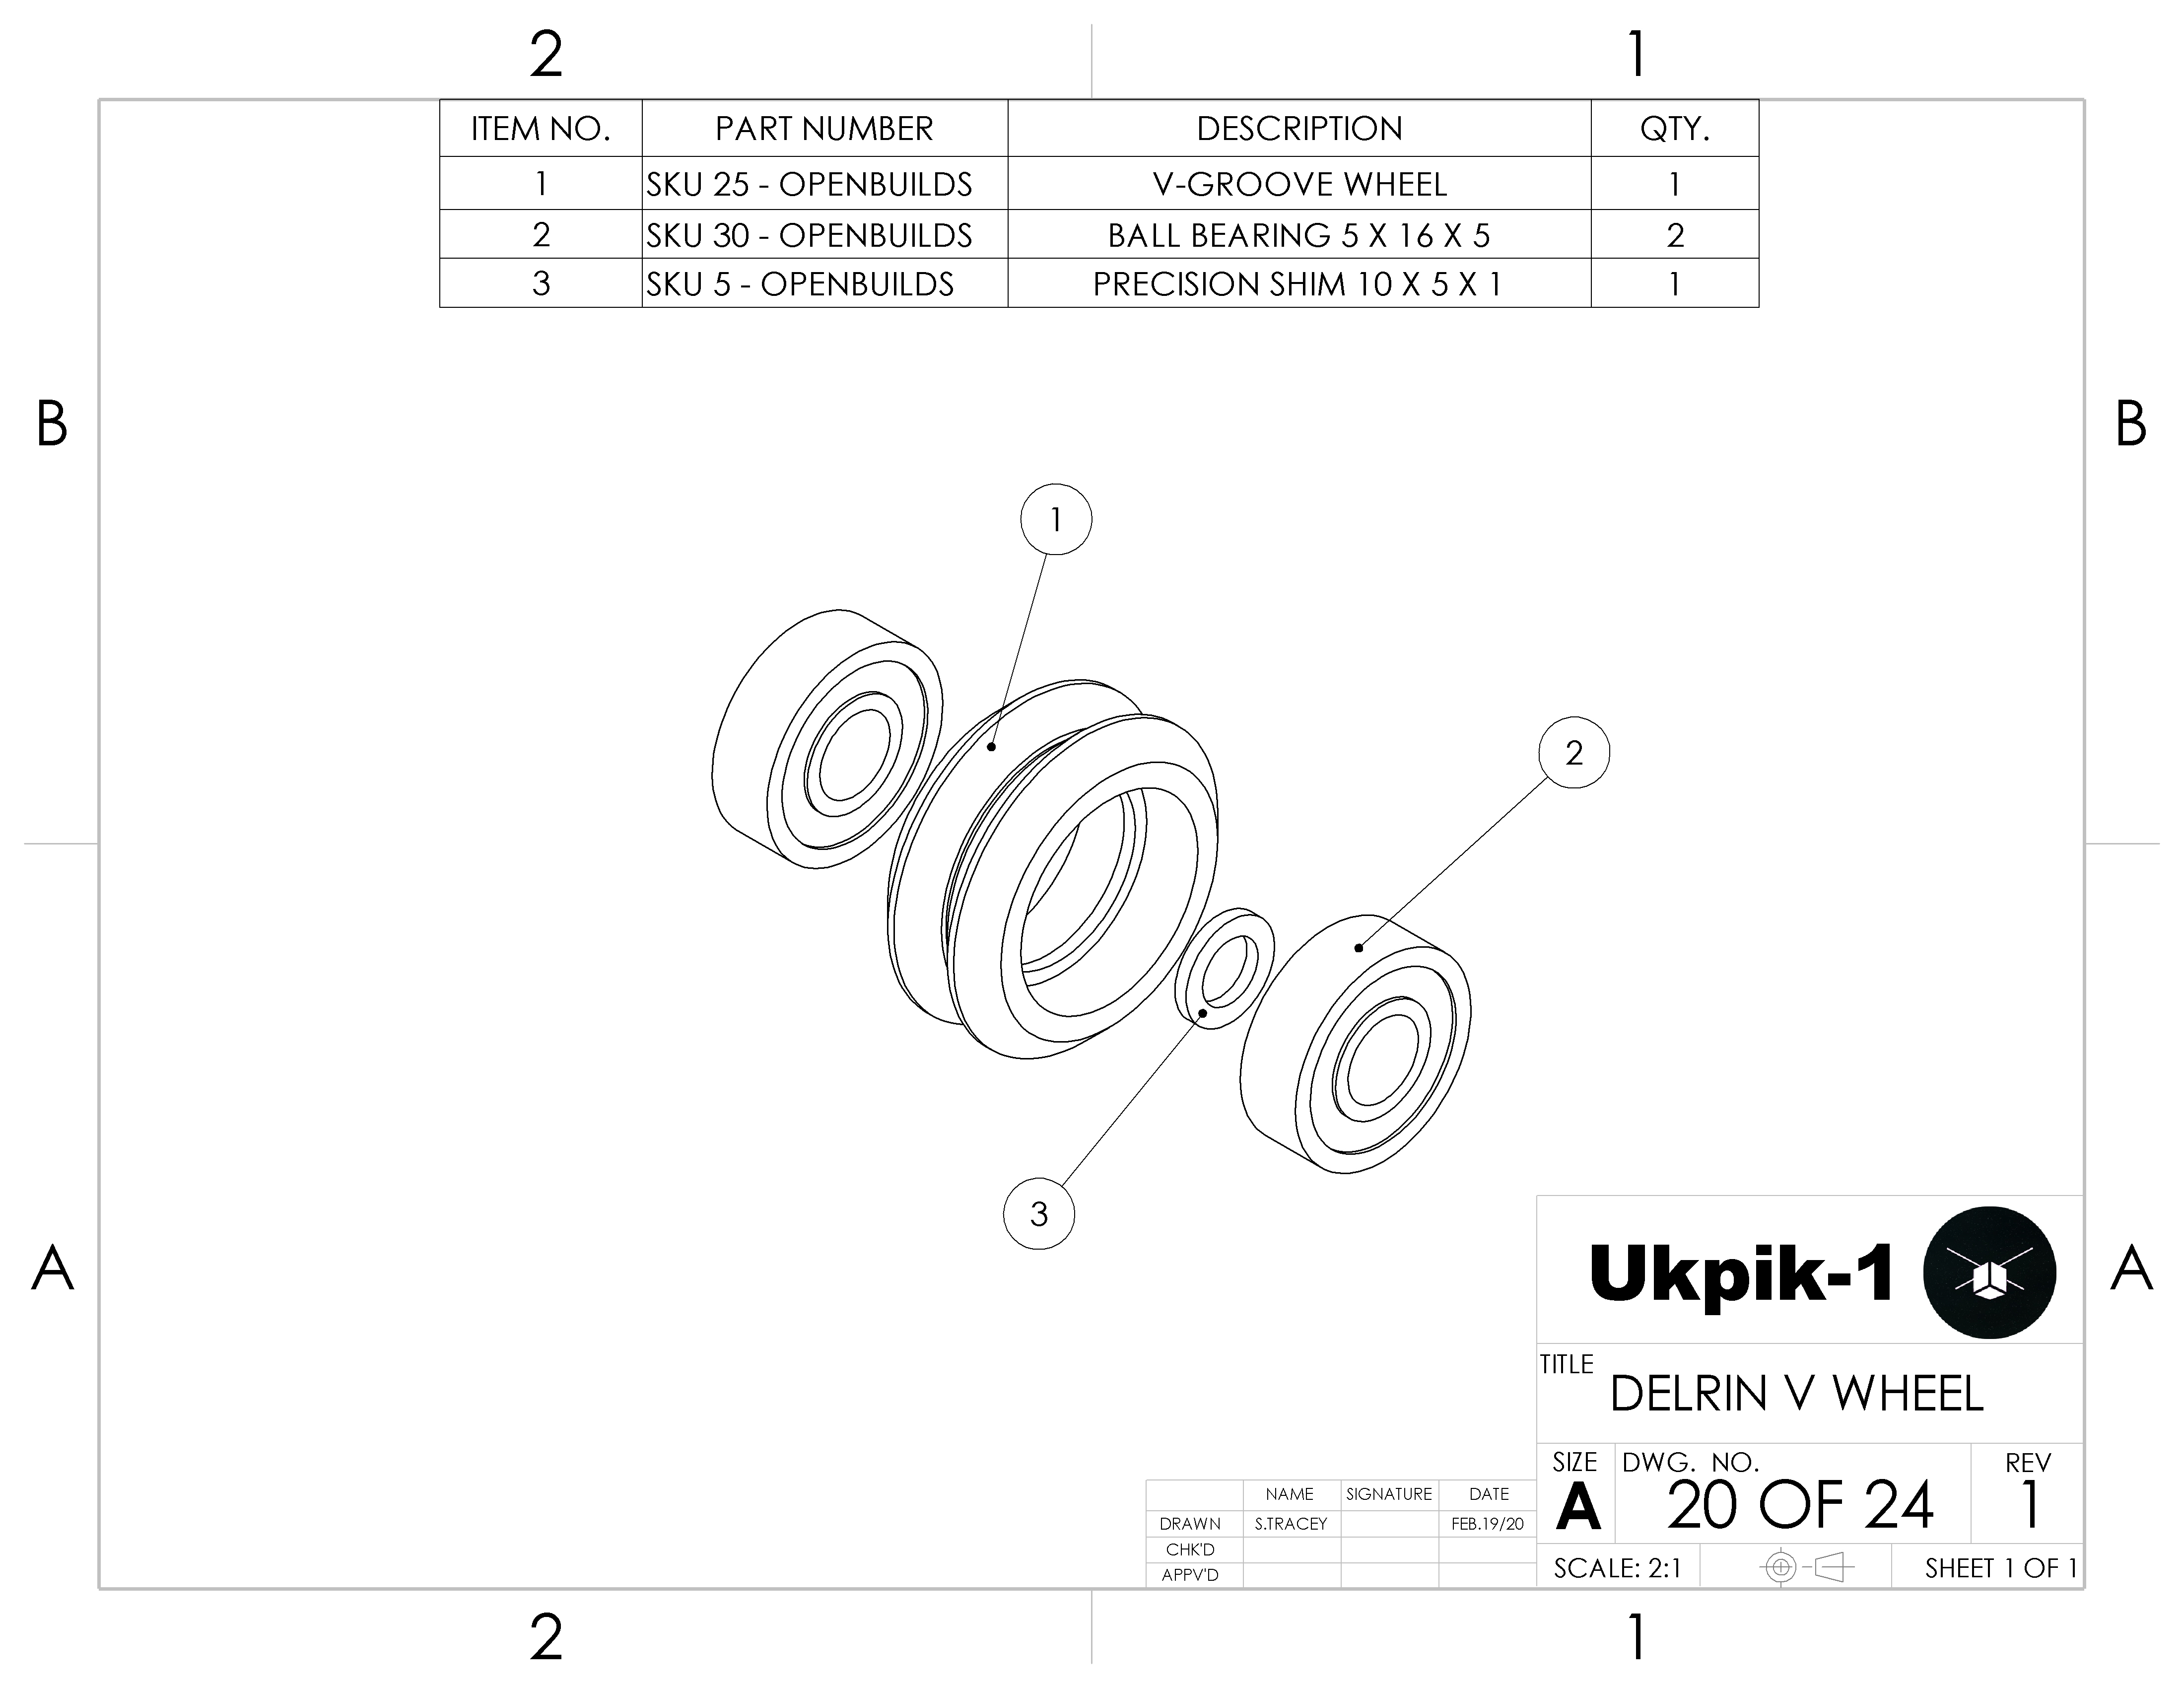 2 1
ITEM NO. PART NUMBER DESCRIPTION QTY.
1 SKU 25 - OPENBUILDS V-GROOVE WHEEL 1
2 SKU 30 - OPENBUILDS BALL BEARING 5 X 16 X 5 2
3 SKU 5 - OPENBUILDS PRECISION SHIM 10 X 5 X 1 1
B B
1
2
3
A A
Ukpik-1
TITLE
DELRIN V WHEEL
SIZE DWG. NO. REV
A 20 OF 24 1
NAME SIGNATURE DATE
DRAWN S.TRACEY FEB.19/20
CHK'D
APPV'D
SCALE: 2:1 SHEET 1 OF 1
2 1